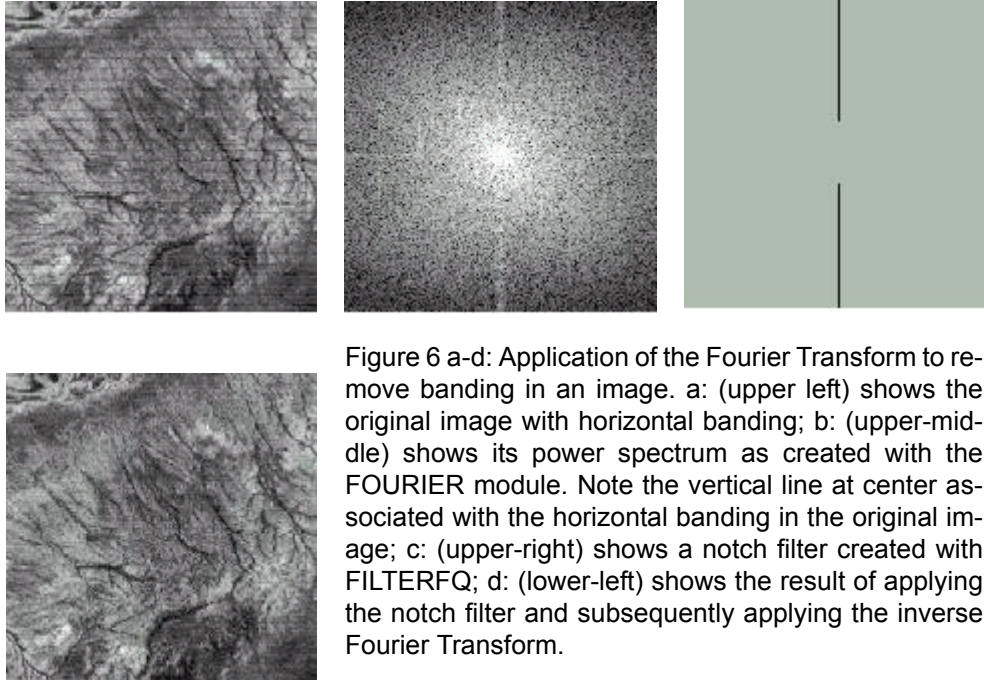 Figure 6 a-d: Application of the Fourier Transform to re-
move banding in an image. a: (upper left) shows the
original image with horizontal banding; b: (upper-mid-
dle) shows its power spectrum as created with the
FOURIER module. Note the vertical line at center as-
sociated with the horizontal banding in the original im-
age; c: (upper-right) shows a notch filter created with
FILTERFQ; d: (lower-left) shows the result of applying
the notch filter and subsequently applying the inverse
Fourier Transform.